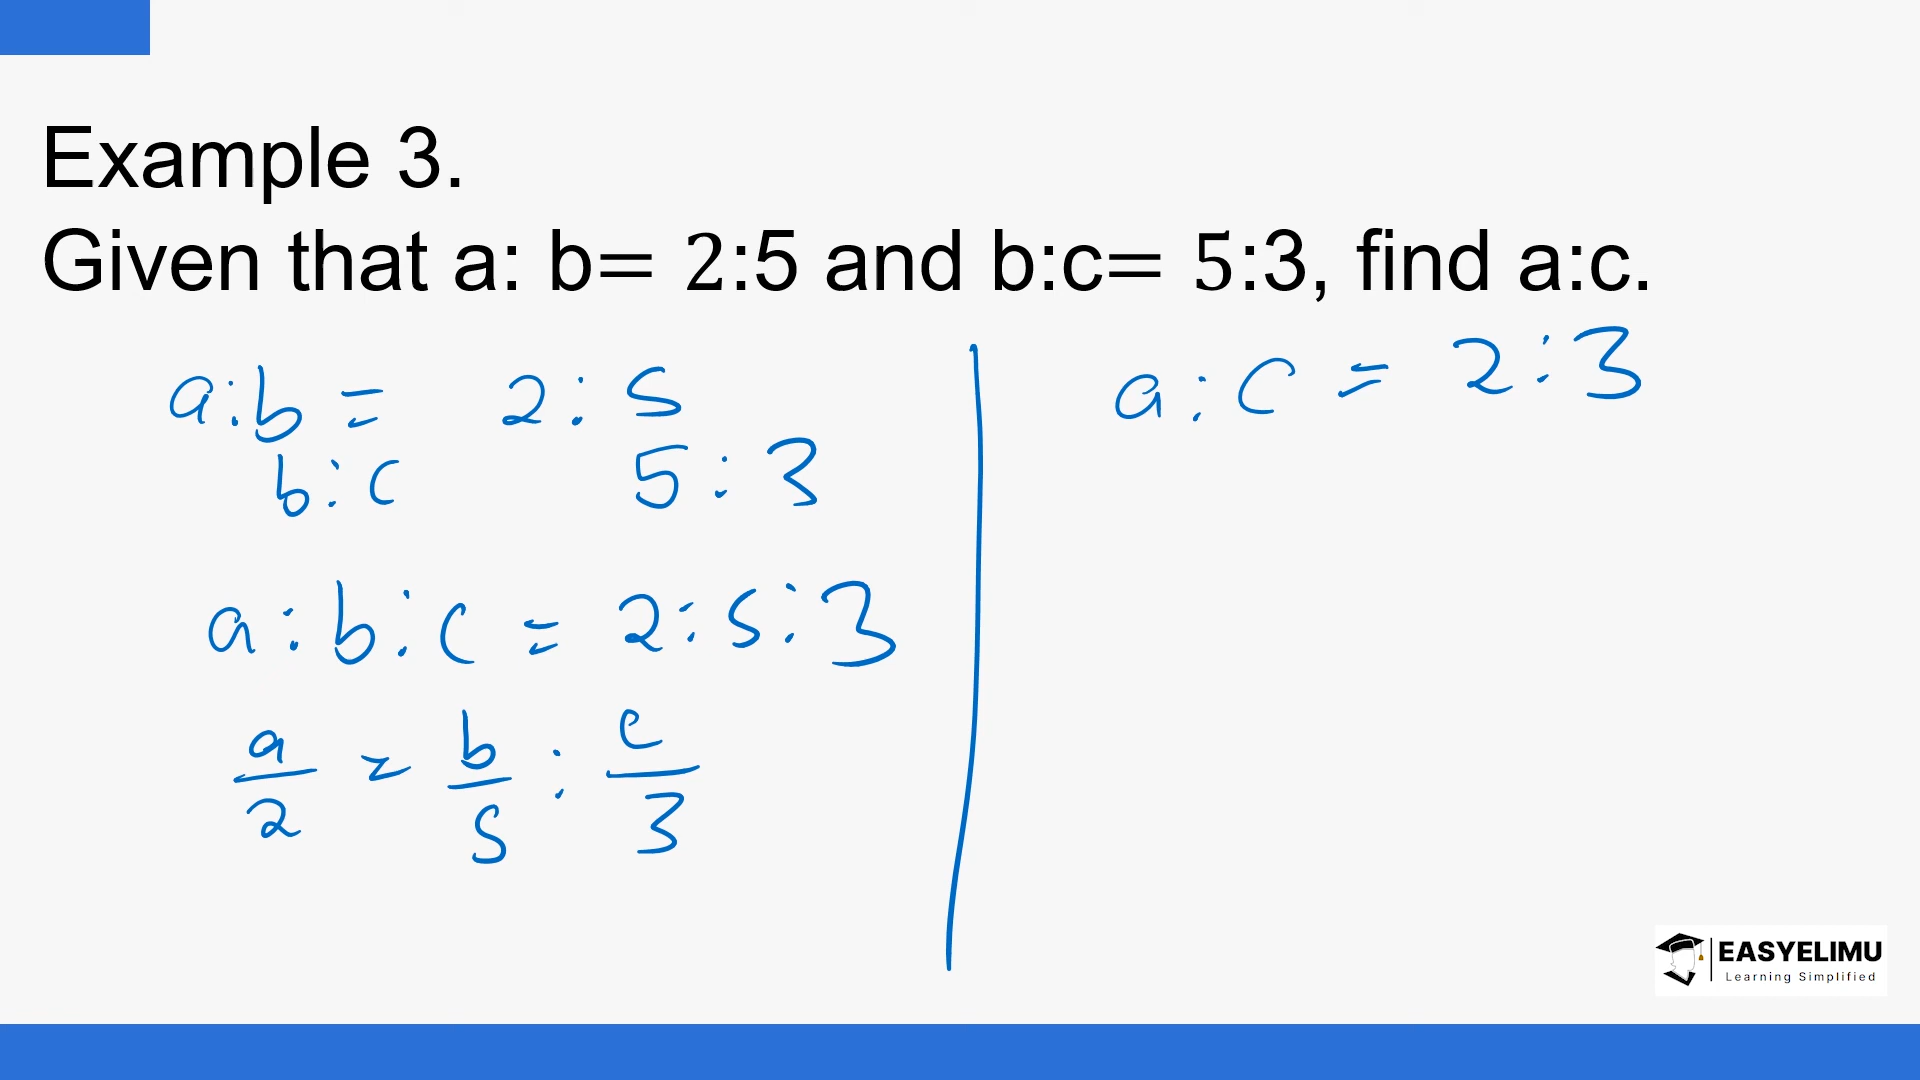 Example 3.
Given that a: b= 2:5 and b:c= 5:3, find a:c.
a:b = 2:5
b:c 5:3
a:b:c = 2:5:3
a/2 = b/5 : c/3
a:c = 2:3
EASYELIMU
Learning Simplified